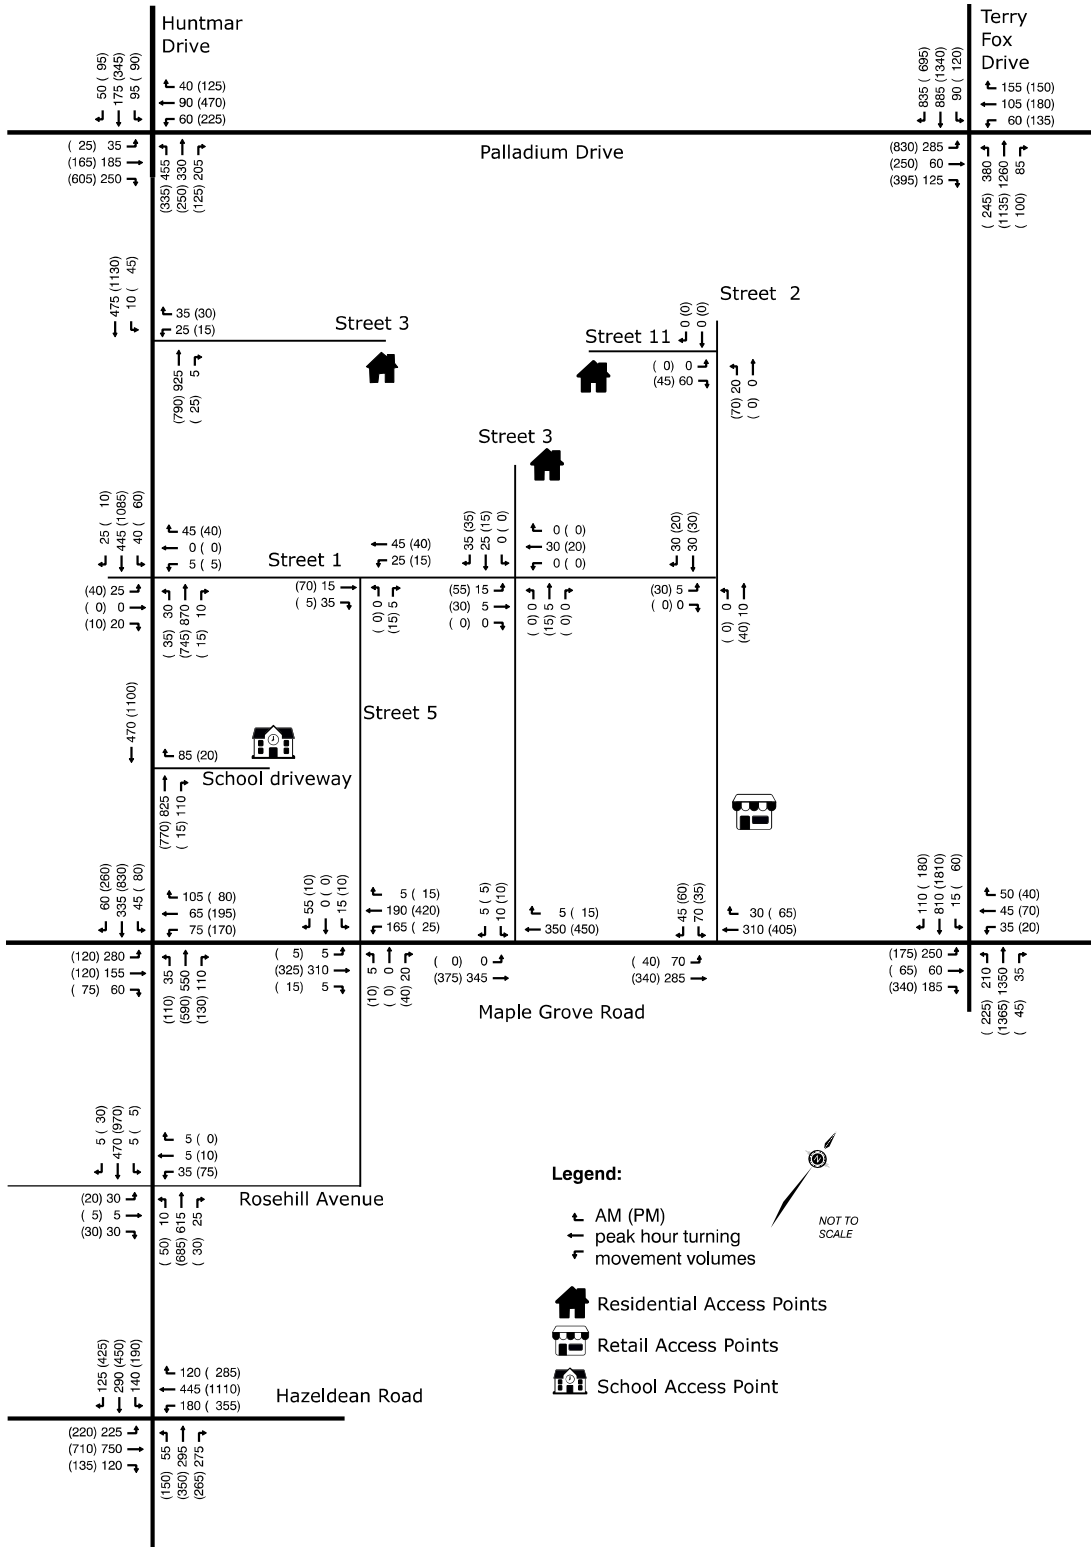 Huntmar
Drive
Terry
Fox
Drive
50 ( 95)
175 (345)
95 ( 90)
40 (125)
90 (470)
60 (225)
835 ( 695)
885 (1340)
90 ( 120)
155 (150)
105 (180)
60 (135)
( 25) 35
(165) 185
(605) 250
(335) 455
(250) 330
(125) 205
Palladium Drive
(830) 285
(250) 60
(395) 125
( 245) 380
(1135) 1260
( 100) 85
475 (1130)
10 ( 45)
35 (30)
25 (15)
Street 3
(790) 925
( 25) 5
Street 2
Street 11
0 (0)
0 (0)
( 0) 0
(45) 60
(70) 20
( 0) 0
Street 3
25 ( 10)
445 (1085)
40 ( 60)
45 (40)
0 ( 0)
5 ( 5)
Street 1
45 (40)
25 (15)
35 (35)
25 (15)
0 ( 0)
0 ( 0)
30 (20)
0 ( 0)
30 (20)
30 (30)
(40) 25
( 0) 0
(10) 20
( 35) 30
(745) 870
( 15) 10
(70) 15
( 5) 35
( 0) 0
(15) 5
(55) 15
(30) 5
( 0) 0
( 0) 0
(15) 5
( 0) 0
(30) 5
( 0) 0
( 0) 0
(40) 10
Street 5
470 (1100)
85 (20)
School driveway
(770) 825
( 15) 110
60 (260)
335 (830)
45 ( 80)
105 ( 80)
65 (195)
75 (170)
55 (10)
0 ( 0)
15 (10)
5 ( 15)
190 (420)
165 ( 25)
5 ( 5)
10 (10)
5 ( 15)
350 (450)
45 (60)
70 (35)
30 ( 65)
310 (405)
110 ( 180)
810 (1810)
15 ( 60)
50 (40)
45 (70)
35 (20)
(120) 280
(120) 155
( 75) 60
(110) 35
(590) 550
(130) 110
( 5) 5
(325) 310
( 15) 5
(10) 5
( 0) 0
(40) 20
( 0) 0
(375) 345
( 40) 70
(340) 285
(175) 250
( 65) 60
(340) 185
( 225) 210
(1365) 1350
( 45) 35
Maple Grove Road
5 ( 30)
470 (970)
5 ( 5)
5 ( 0)
5 (10)
35 (75)
Rosehill Avenue
(20) 30
( 5) 5
(30) 30
( 50) 10
(685) 615
( 30) 25
Legend:
AM (PM)
peak hour turning
movement volumes
NOT TO
SCALE
Residential Access Points
Retail Access Points
School Access Point
125 (425)
290 (450)
140 (190)
120 ( 285)
445 (1110)
180 ( 355)
Hazeldean Road
(220) 225
(710) 750
(135) 120
(150) 55
(350) 295
(265) 275